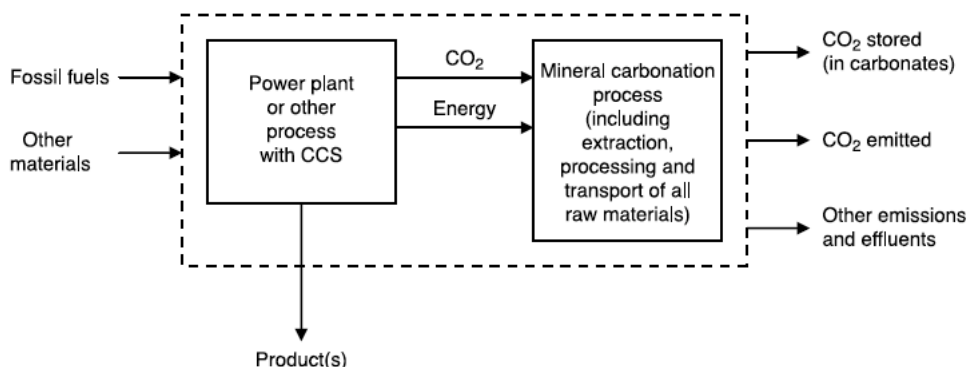 Fossil fuels
Other
materials
Power plant
or other
process
with CCS
CO₂
Energy
Mineral carbonation
process
(including
extraction,
processing and
transport of all
raw materials)
CO₂ stored
(in carbonates)
CO₂ emitted
Other emissions
and effluents
Product(s)